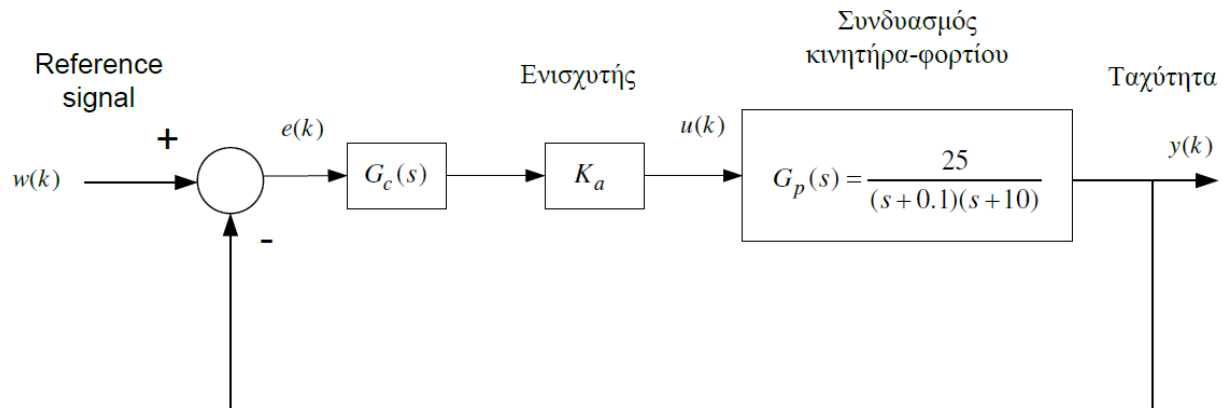 Συνδυασμός
κινητήρα-φορτίου
Reference
signal
Ενισχυτής
Ταχύτητα
+
e(k)
u(k)
y(k)
w(k)
G_c(s)
K_a
G_p(s) = 25 / (s+0.1)(s+10)
-